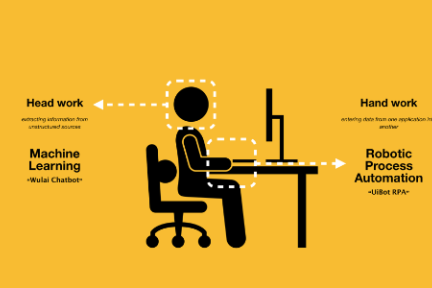 Head work
extracting information from
unstructured sources
Machine
Learning
-Wulai Chatbot-
Hand work
entering data from one application into
another
Robotic
Process
Automation
-UiBot RPA-